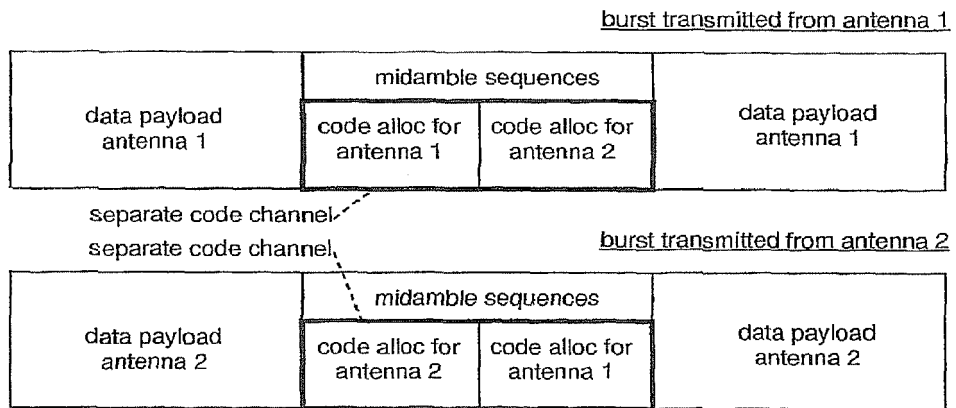 burst transmitted from antenna 1
midamble sequences
data payload
antenna 1
code alloc for
antenna 1
code alloc for
antenna 2
data payload
antenna 1
separate code channel
separate code channel
burst transmitted from antenna 2
midamble sequences
data payload
antenna 2
code alloc for
antenna 2
code alloc for
antenna 1
data payload
antenna 2